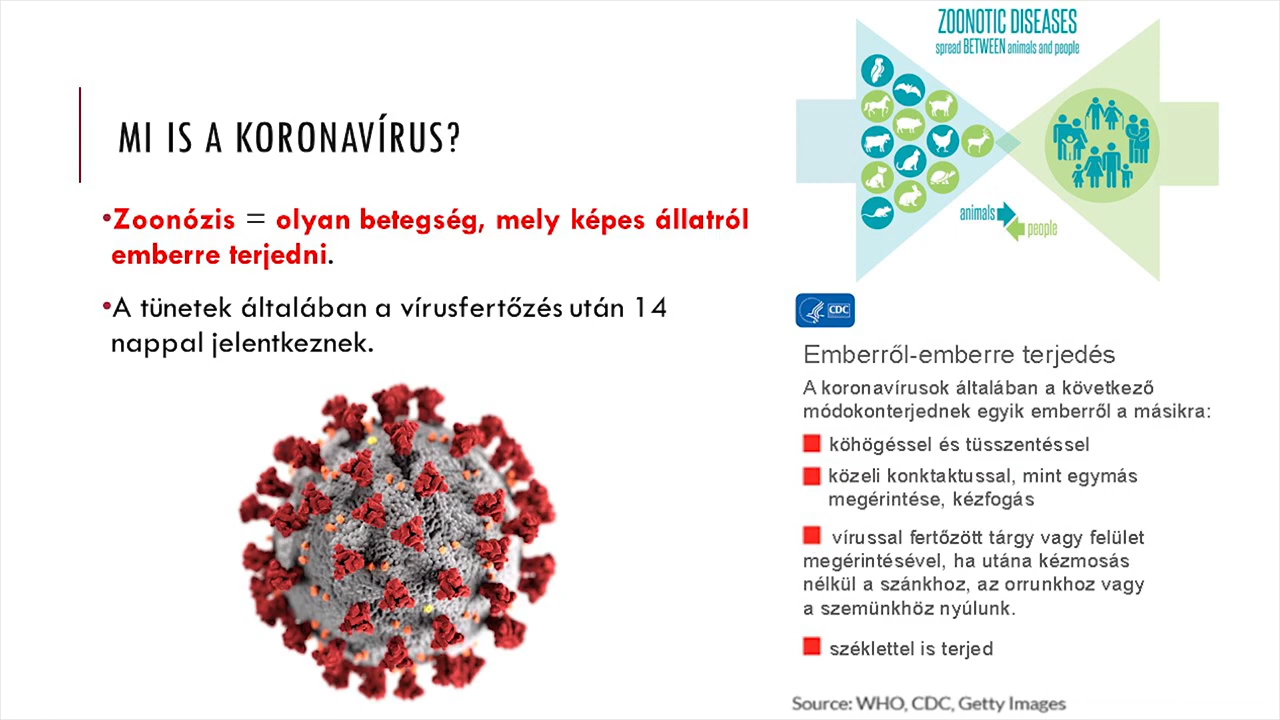 MI IS A KORONAVÍRUS?
•Zoonózis = olyan betegség, mely képes állatról
emberre terjedni.
•A tünetek általában a vírusfertőzés után 14
nappal jelentkeznek.
ZOONOTIC DISEASES
spread BETWEEN animals and people
animals
people
CDC
Emberről-emberre terjedés
A koronavírusok általában a következő
módokonterjednek egyik emberről a másikra:
köhögéssel és tüsszentéssel
közeli konktaktussal, mint egymás
megérintése, kézfogás
vírussal fertőzött tárgy vagy felület
megérintésével, ha utána kézmosás
nélkül a szánkhoz, az orrunkhoz vagy
a szemünkhöz nyúlunk.
széklettel is terjed
Source: WHO, CDC, Getty Images